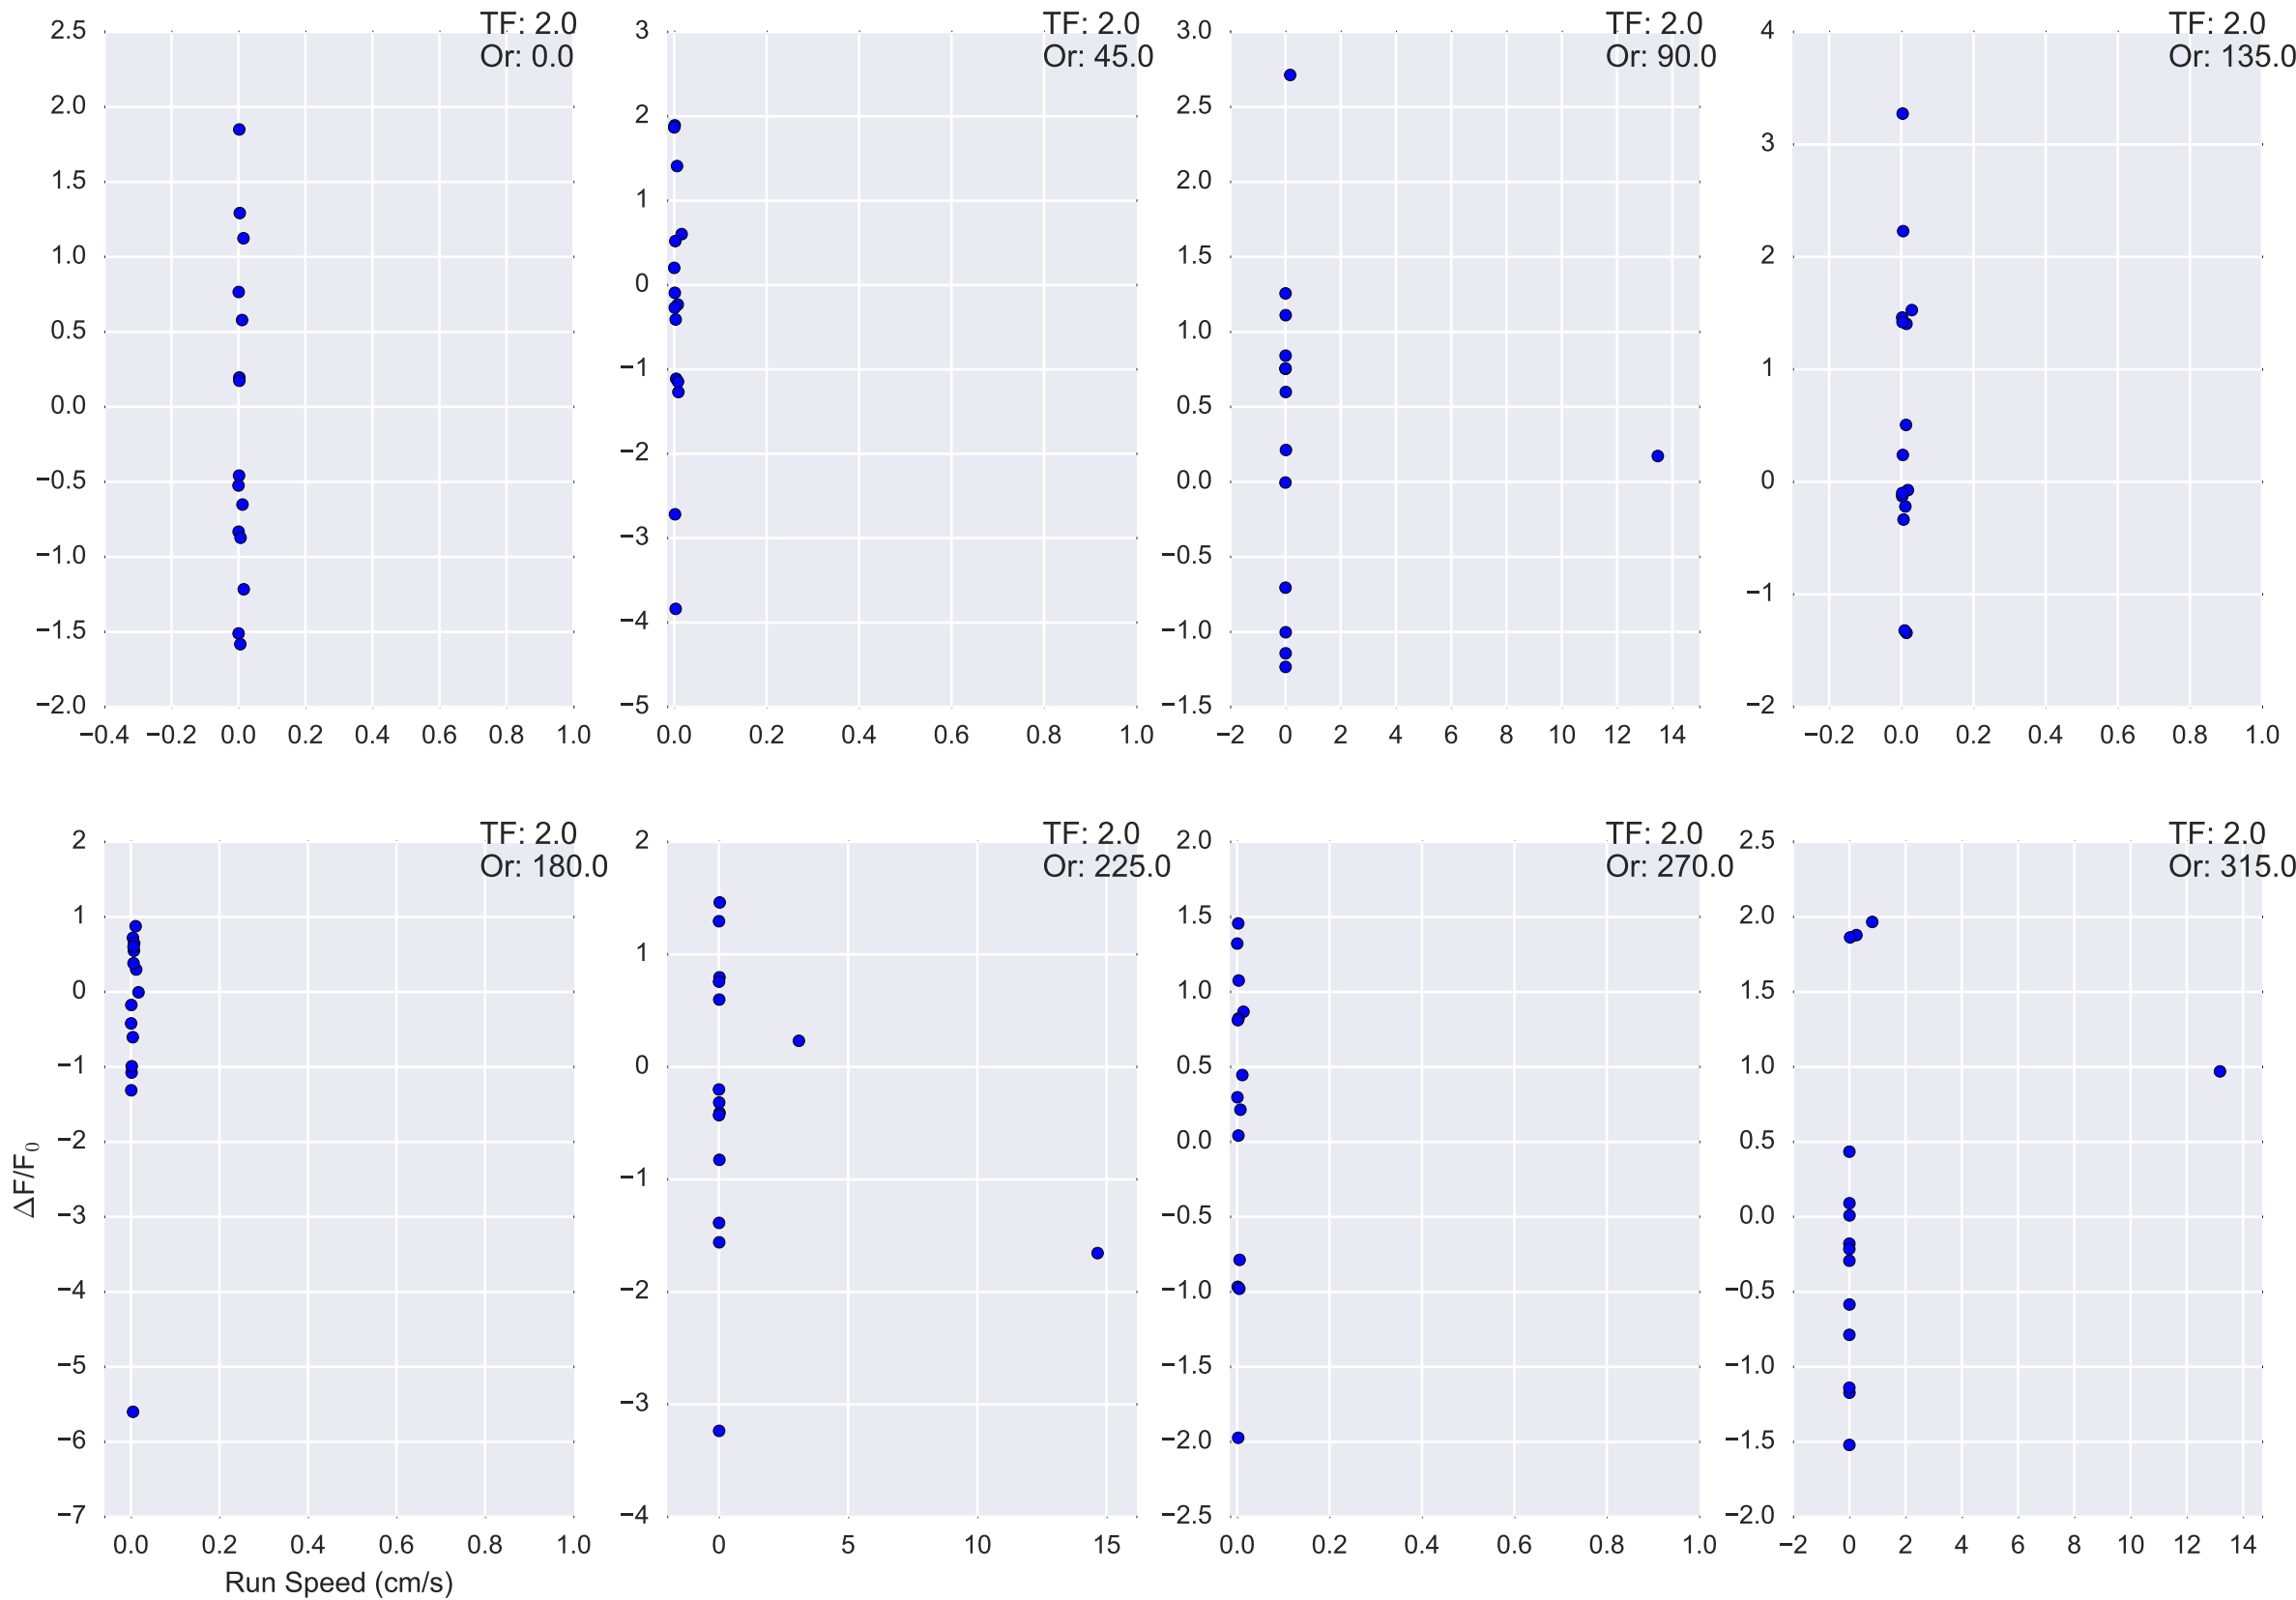 TF: 2.0
Or: 0.0
2.5
2.0
1.5
1.0
0.5
0.0
−0.5
−1.0
−1.5
−2.0
−0.4 −0.2 0.0 0.2 0.4 0.6 0.8 1.0
TF: 2.0
Or: 45.0
3
2
1
0
−1
−2
−3
−4
−5
0.0 0.2 0.4 0.6 0.8 1.0
TF: 2.0
Or: 90.0
3.0
2.5
2.0
1.5
1.0
0.5
0.0
−0.5
−1.0
−1.5
−2 0 2 4 6 8 10 12 14
TF: 2.0
Or: 135.0
4
3
2
1
0
−1
−2
−0.2 0.0 0.2 0.4 0.6 0.8 1.0
TF: 2.0
Or: 180.0
2
1
0
−1
−2
−3
−4
−5
−6
−7
ΔF/F₀
0.0 0.2 0.4 0.6 0.8 1.0
Run Speed (cm/s)
TF: 2.0
Or: 225.0
2
1
0
−1
−2
−3
−4
0 5 10 15
TF: 2.0
Or: 270.0
2.0
1.5
1.0
0.5
0.0
−0.5
−1.0
−1.5
−2.0
−2.5
0.0 0.2 0.4 0.6 0.8 1.0
TF: 2.0
Or: 315.0
2.5
2.0
1.5
1.0
0.5
0.0
−0.5
−1.0
−1.5
−2.0
−2 0 2 4 6 8 10 12 14